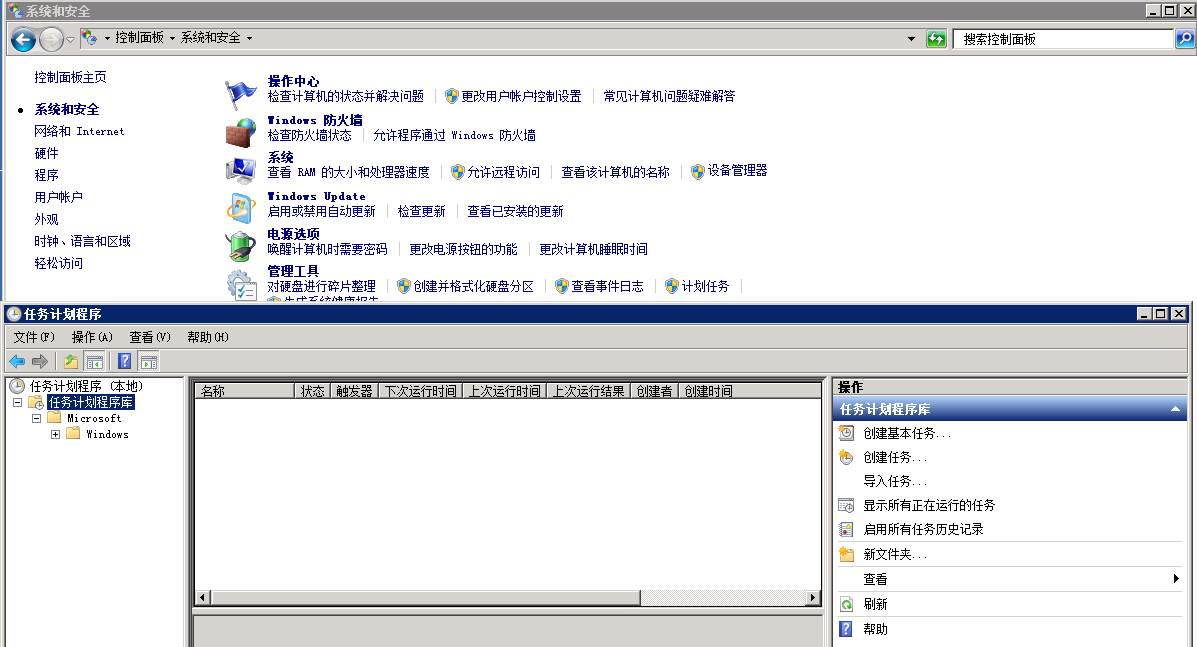 系统和安全
控制面板 系统和安全 搜索控制面板
控制面板主页
系统和安全
网络和 Internet
硬件
程序
用户帐户
外观
时钟、语言和区域
轻松访问
操作中心
检查计算机的状态并解决问题 更改用户帐户控制设置 常见计算机问题疑难解答
Windows 防火墙
检查防火墙状态 允许程序通过 Windows 防火墙
系统
查看 RAM 的大小和处理器速度 允许远程访问 查看该计算机的名称 设备管理器
Windows Update
启用或禁用自动更新 检查更新 查看已安装的更新
电源选项
唤醒计算机时需要密码 更改电源按钮的功能 更改计算机睡眠时间
管理工具
对硬盘进行碎片整理 创建并格式化硬盘分区 查看事件日志 计划任务
生成系统健康报告
任务计划程序
文件(F) 操作(A) 查看(V) 帮助(H)
任务计划程序 (本地)
任务计划程序库
Microsoft
Windows
名称 状态 触发器 下次运行时间 上次运行时间 上次运行结果 创建者 创建时间
操作
任务计划程序库
创建基本任务...
创建任务...
导入任务...
显示所有正在运行的任务
启用所有任务历史记录
新文件夹...
查看
刷新
帮助